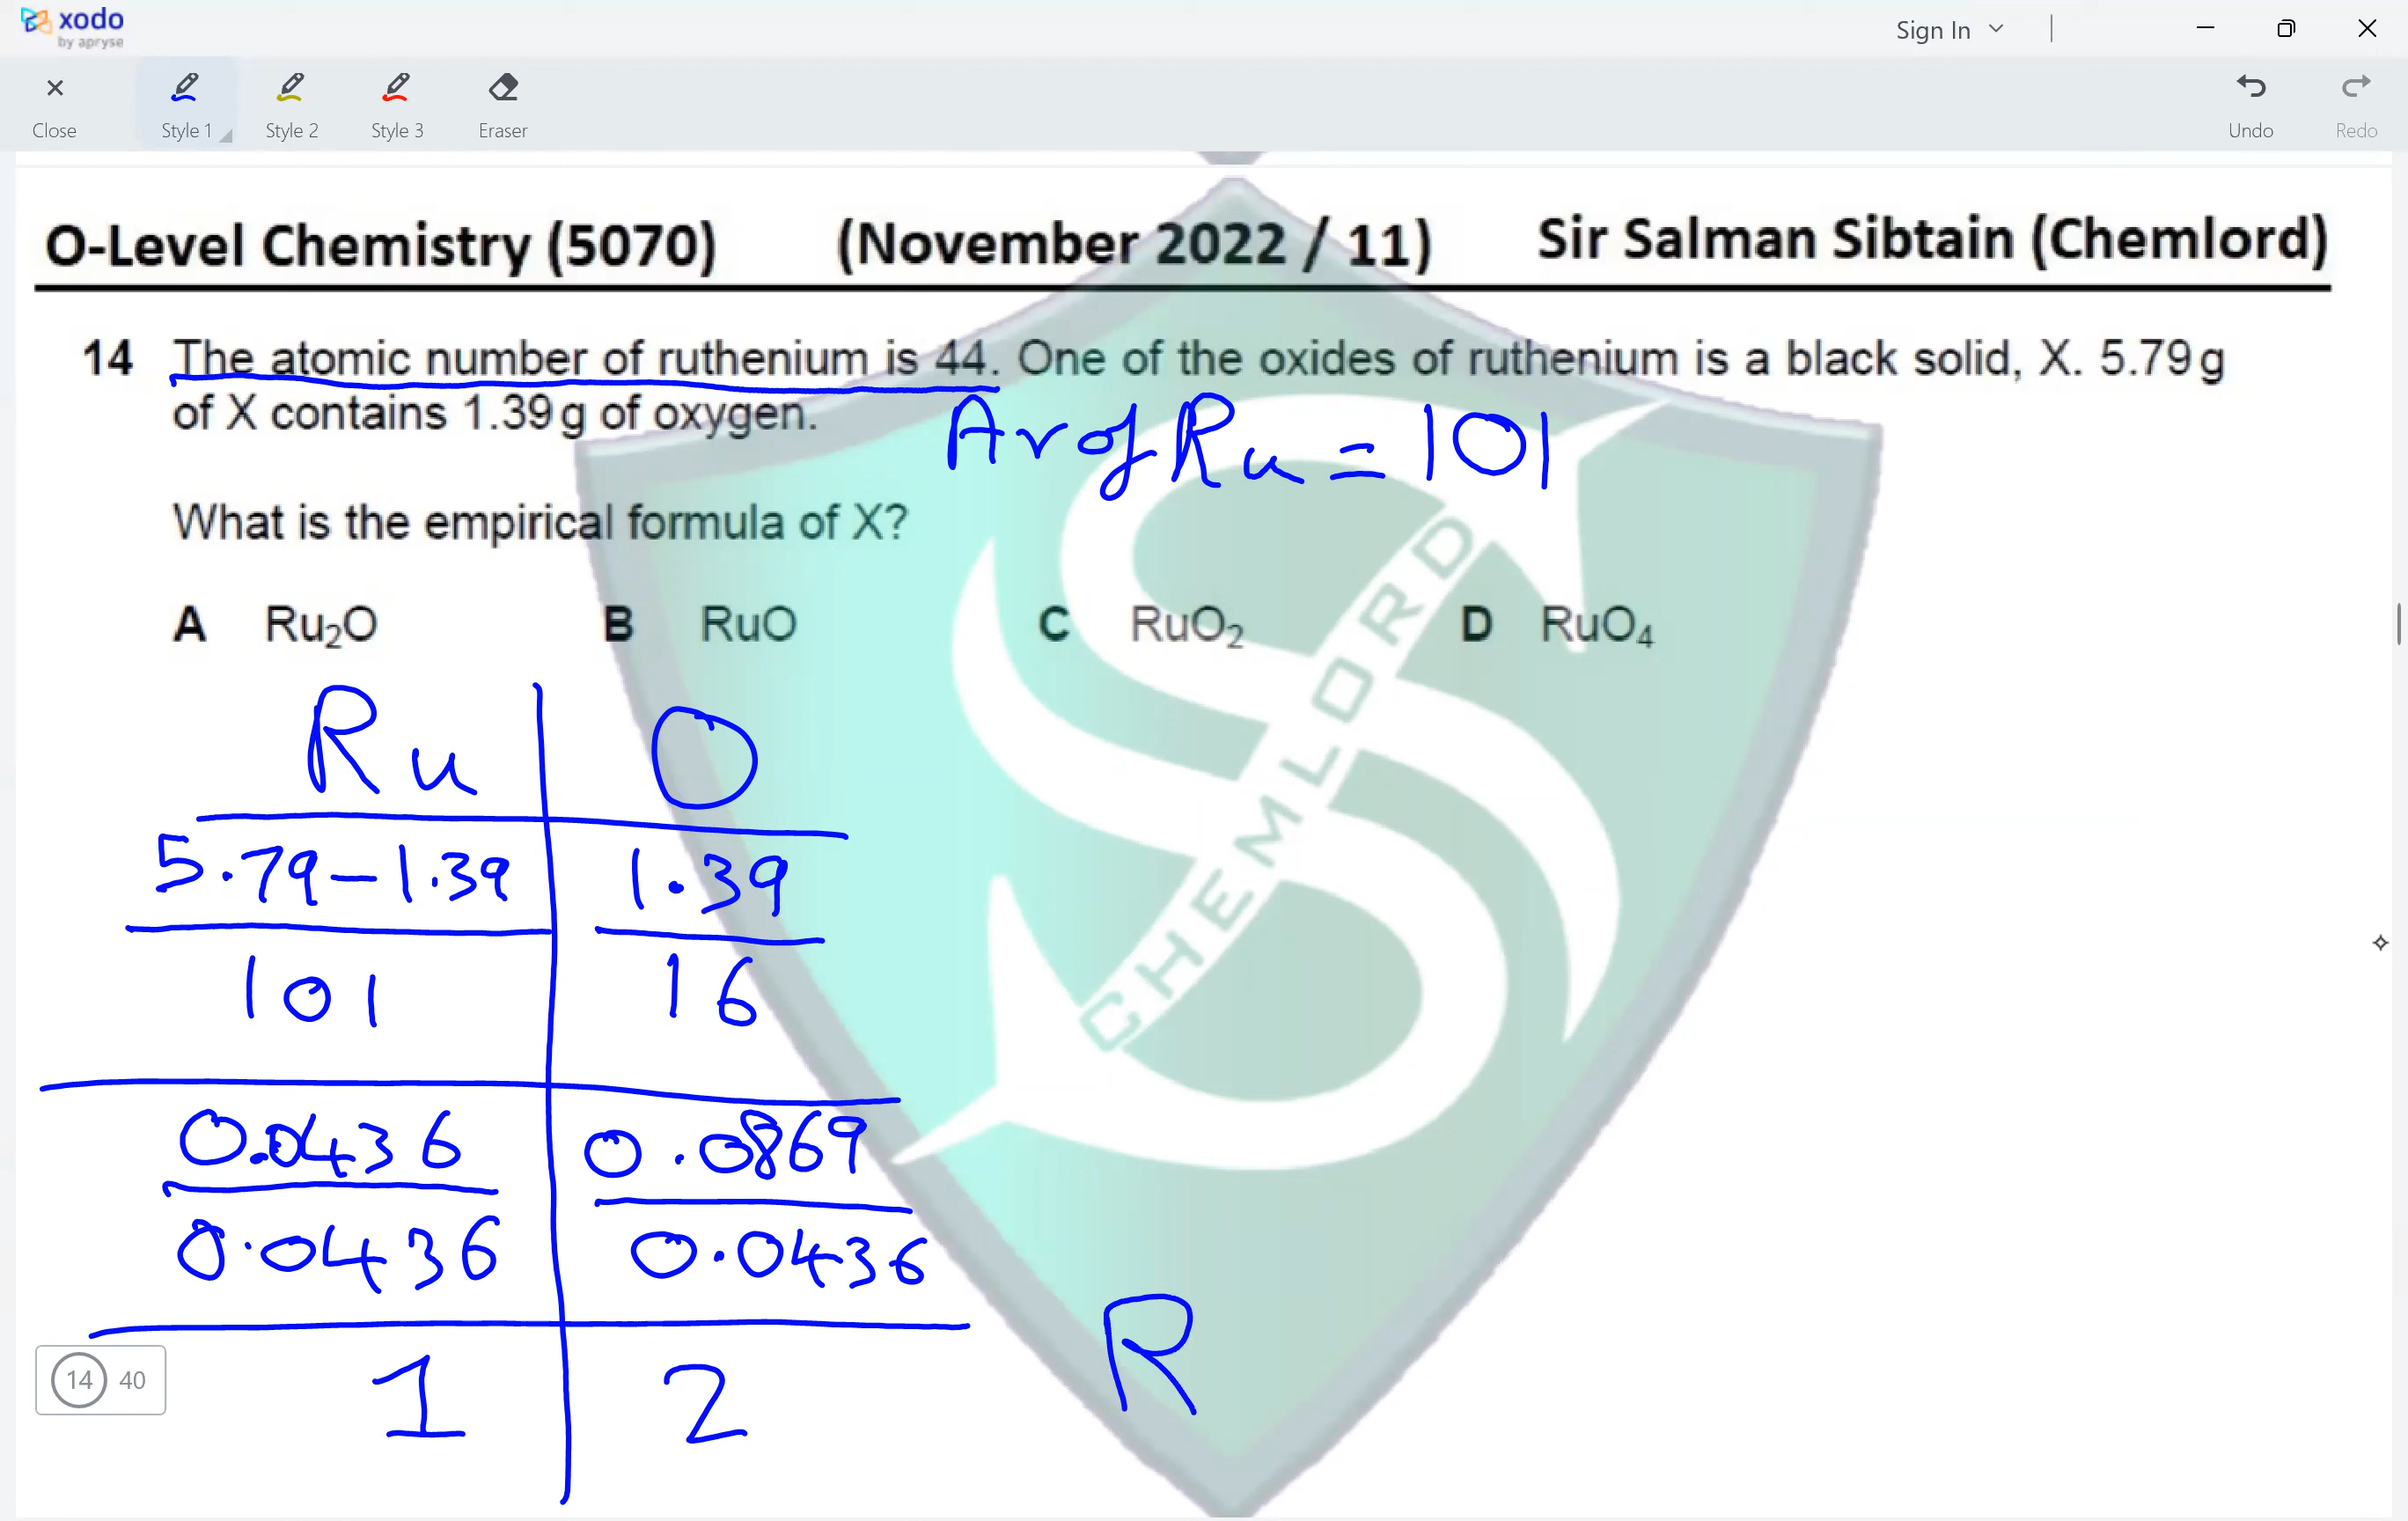 xodo
by apryse
Sign In
Close
Style 1
Style 2
Style 3
Eraser
Undo
Redo
O-Level Chemistry (5070) (November 2022 / 11) Sir Salman Sibtain (Chemlord)
14 The atomic number of ruthenium is 44. One of the oxides of ruthenium is a black solid, X. 5.79 g
of X contains 1.39 g of oxygen.
Ar of Ru = 101
What is the empirical formula of X?
A Ru₂O B RuO C RuO₂ D RuO₄
CHEMLORD
Ru O
5.79-1.39 1.39
101 16
0.0436 0.0869
0.0436 0.0436
1 2
R
14 40